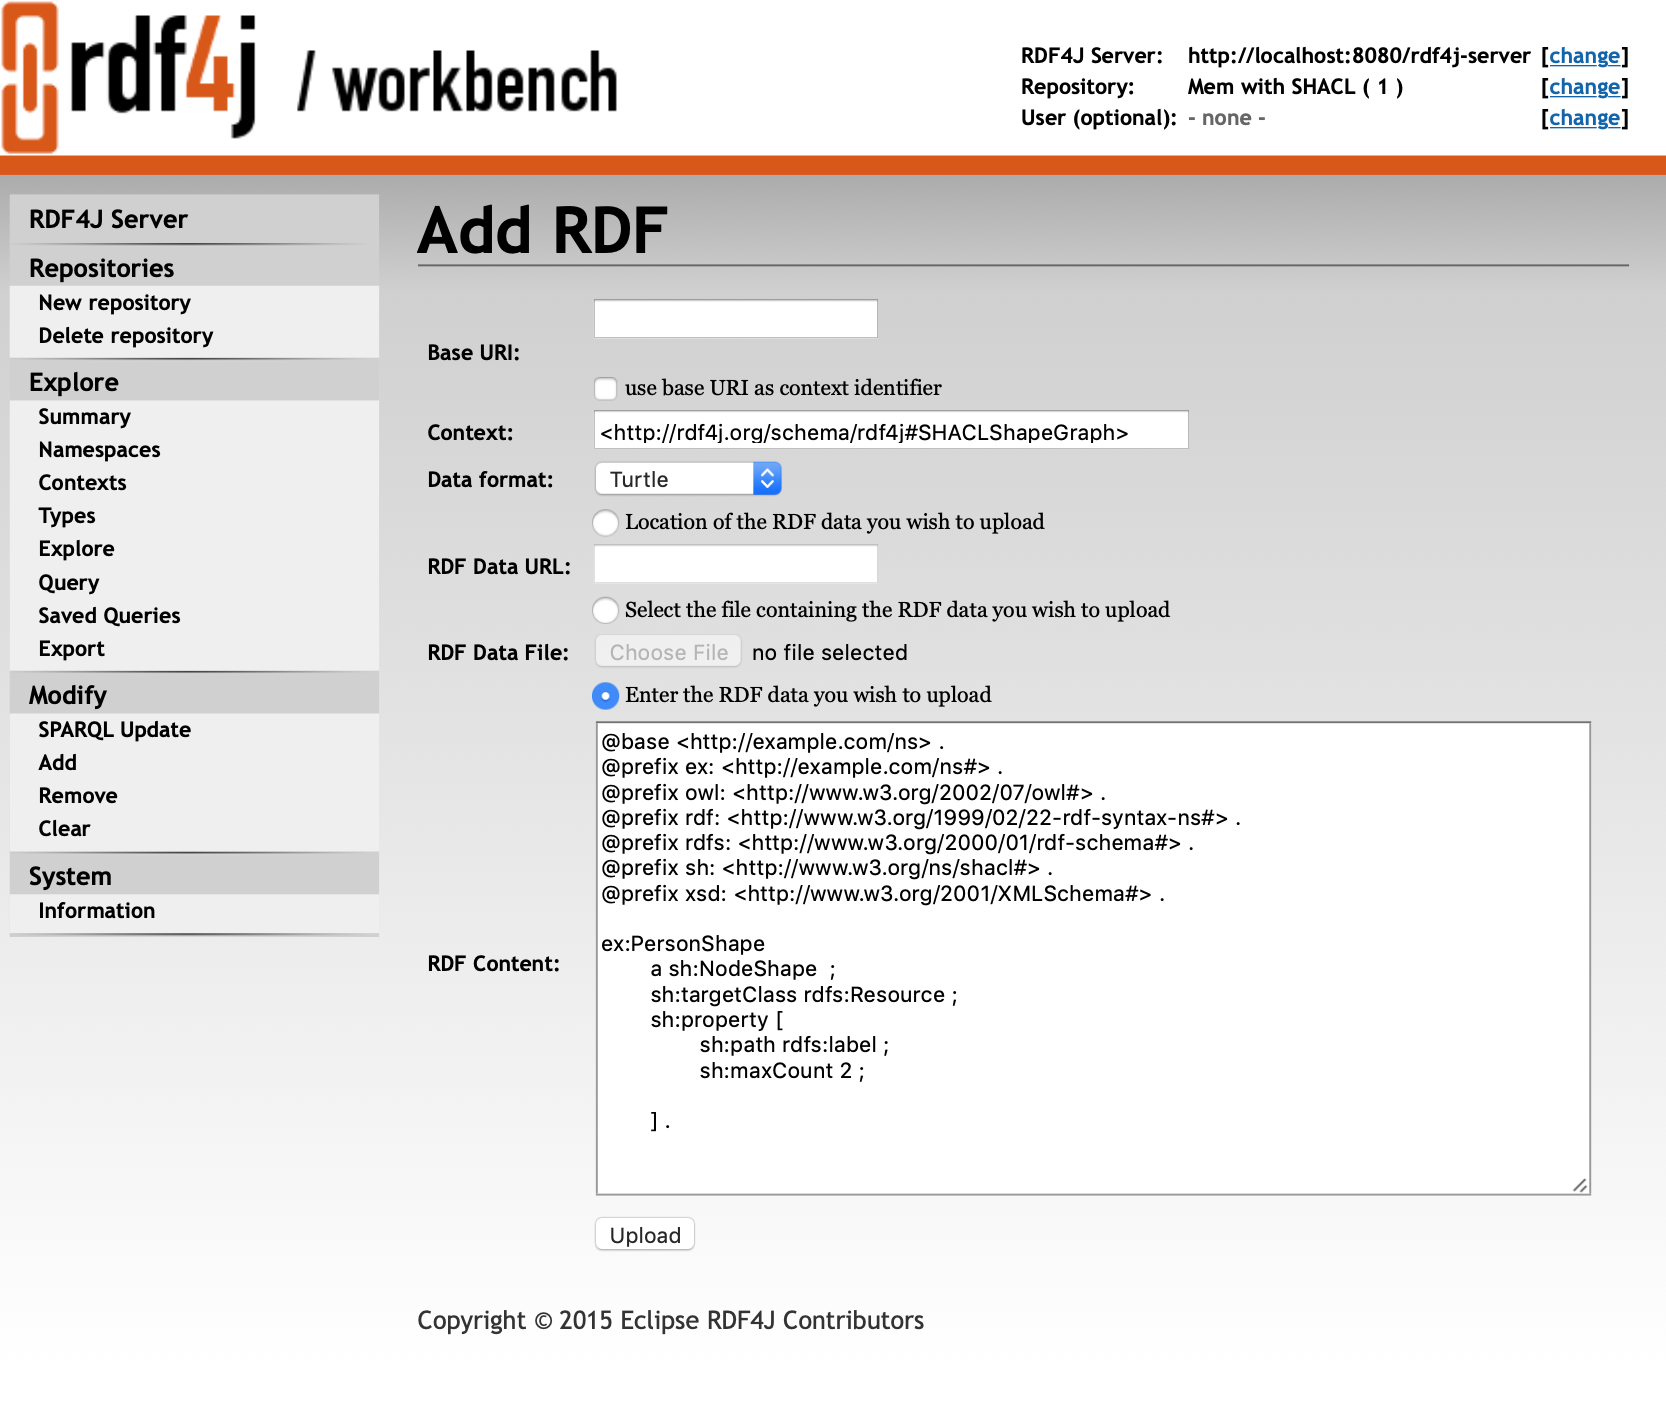 rdf4j / workbench
RDF4J Server: http://localhost:8080/rdf4j-server [change]
Repository: Mem with SHACL ( 1 ) [change]
User (optional): - none - [change]
RDF4J Server
Repositories
New repository
Delete repository
Explore
Summary
Namespaces
Contexts
Types
Explore
Query
Saved Queries
Export
Modify
SPARQL Update
Add
Remove
Clear
System
Information
Add RDF
Base URI:
use base URI as context identifier
Context: <http://rdf4j.org/schema/rdf4j#SHACLShapeGraph>
Data format: Turtle
Location of the RDF data you wish to upload
RDF Data URL:
Select the file containing the RDF data you wish to upload
RDF Data File: Choose File no file selected
Enter the RDF data you wish to upload
RDF Content:
@base <http://example.com/ns> .
@prefix ex: <http://example.com/ns#> .
@prefix owl: <http://www.w3.org/2002/07/owl#> .
@prefix rdf: <http://www.w3.org/1999/02/22-rdf-syntax-ns#> .
@prefix rdfs: <http://www.w3.org/2000/01/rdf-schema#> .
@prefix sh: <http://www.w3.org/ns/shacl#> .
@prefix xsd: <http://www.w3.org/2001/XMLSchema#> .
ex:PersonShape
a sh:NodeShape  ;
sh:targetClass rdfs:Resource ;
sh:property [
sh:path rdfs:label ;
sh:maxCount 2 ;
] .
Upload
Copyright © 2015 Eclipse RDF4J Contributors